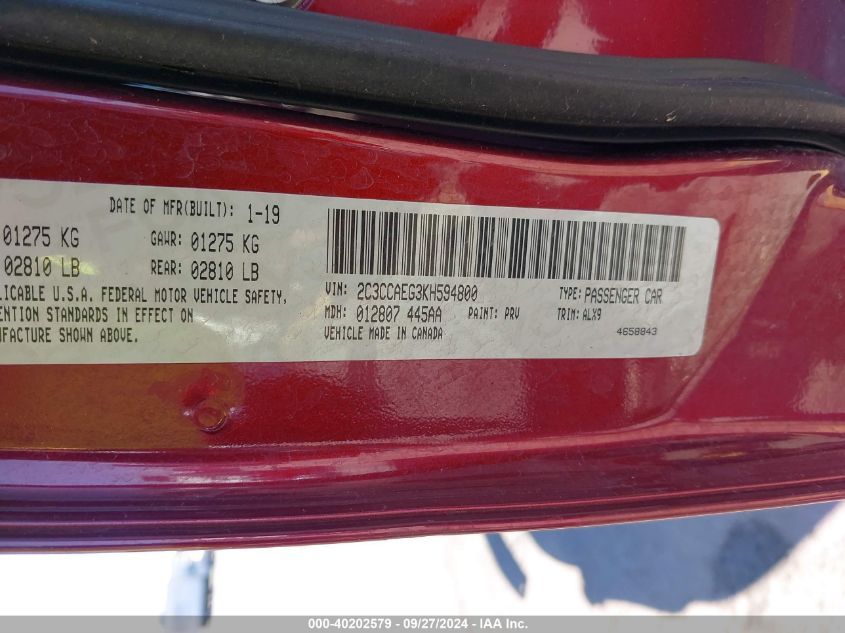 DATE OF MFR(BUILT): 1-19
01275 KG GAWR: 01275 KG
02810 LB REAR: 02810 LB
LICABLE U.S.A. FEDERAL MOTOR VEHICLE SAFETY,
ENTION STANDARDS IN EFFECT ON
UFACTURE SHOWN ABOVE.
VIN: 2C3CCAEG3KH594800 TYPE: PASSENGER CAR
MDH: 012807 445AA PAINT: PRV TRIM: ALX9
VEHICLE MADE IN CANADA 4658843
000-40202579 - 09/27/2024 - IAA Inc.